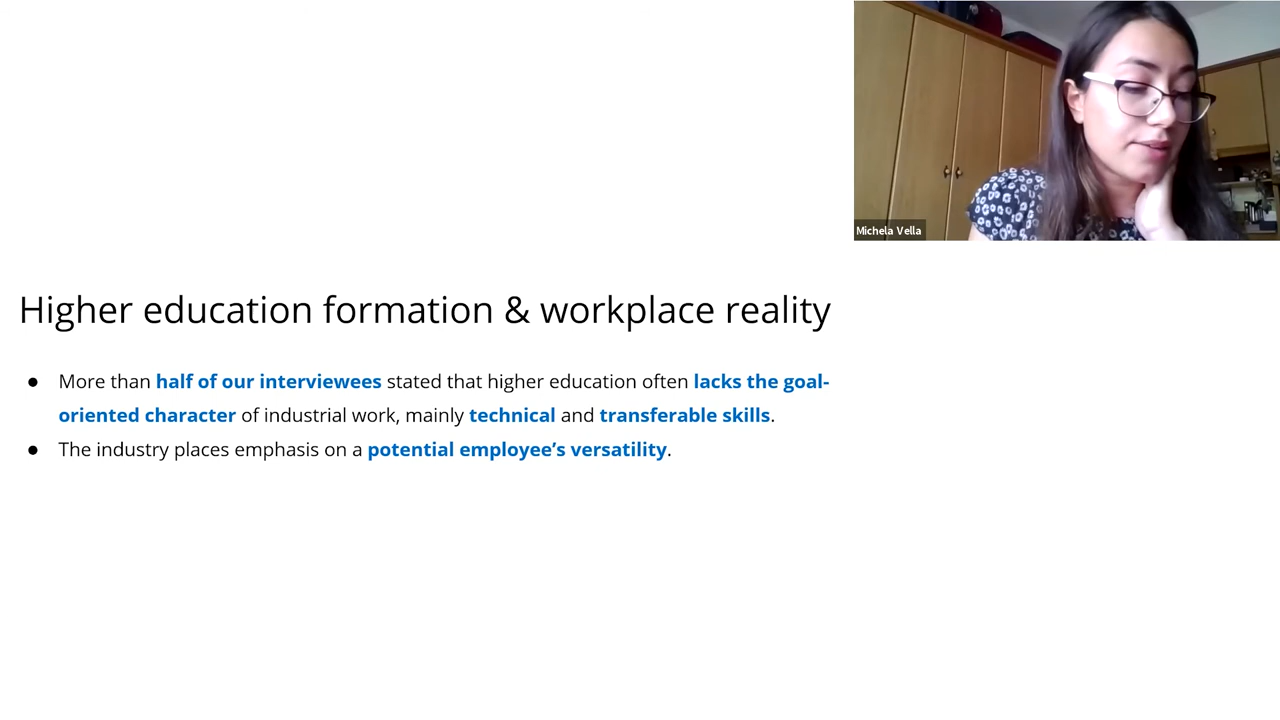 Michela Vella
Higher education formation & workplace reality
● More than half of our interviewees stated that higher education often lacks the goal-
oriented character of industrial work, mainly technical and transferable skills.
● The industry places emphasis on a potential employee’s versatility.